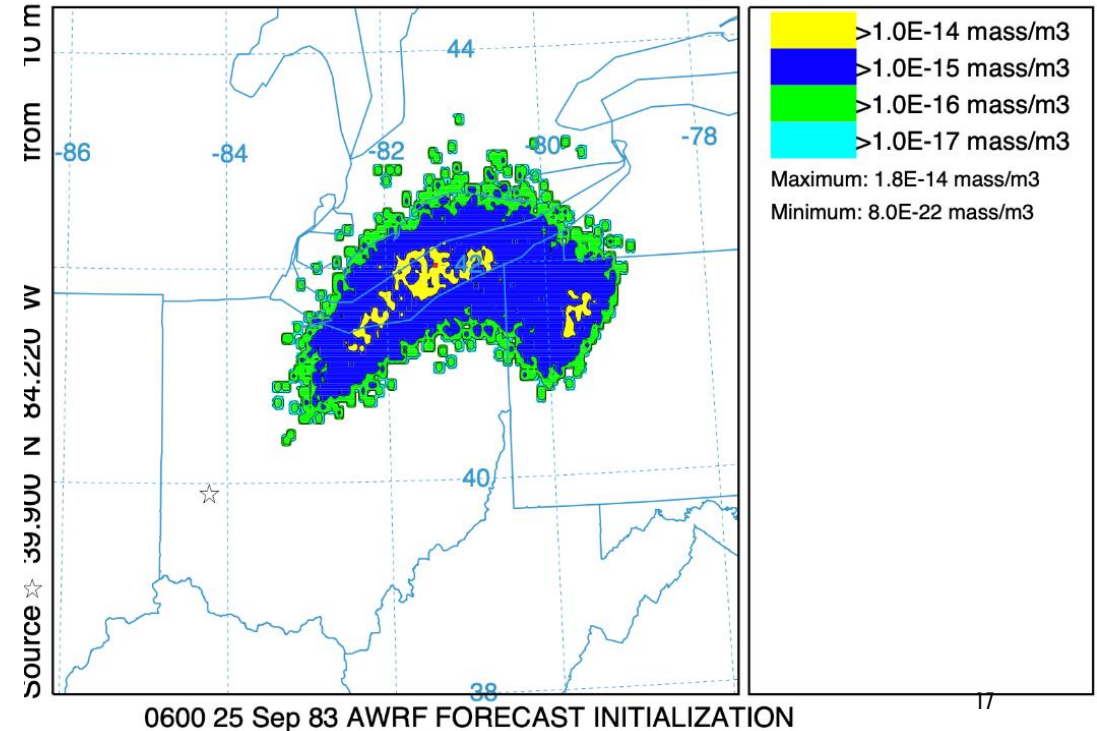 Source ☆ 39.900 N 84.220 W from 10 m
44
-86
-84
-82
-80
-78
40
38
>1.0E-14 mass/m3
>1.0E-15 mass/m3
>1.0E-16 mass/m3
>1.0E-17 mass/m3
Maximum: 1.8E-14 mass/m3
Minimum: 8.0E-22 mass/m3
0600 25 Sep 83 AWRF FORECAST INITIALIZATION
17